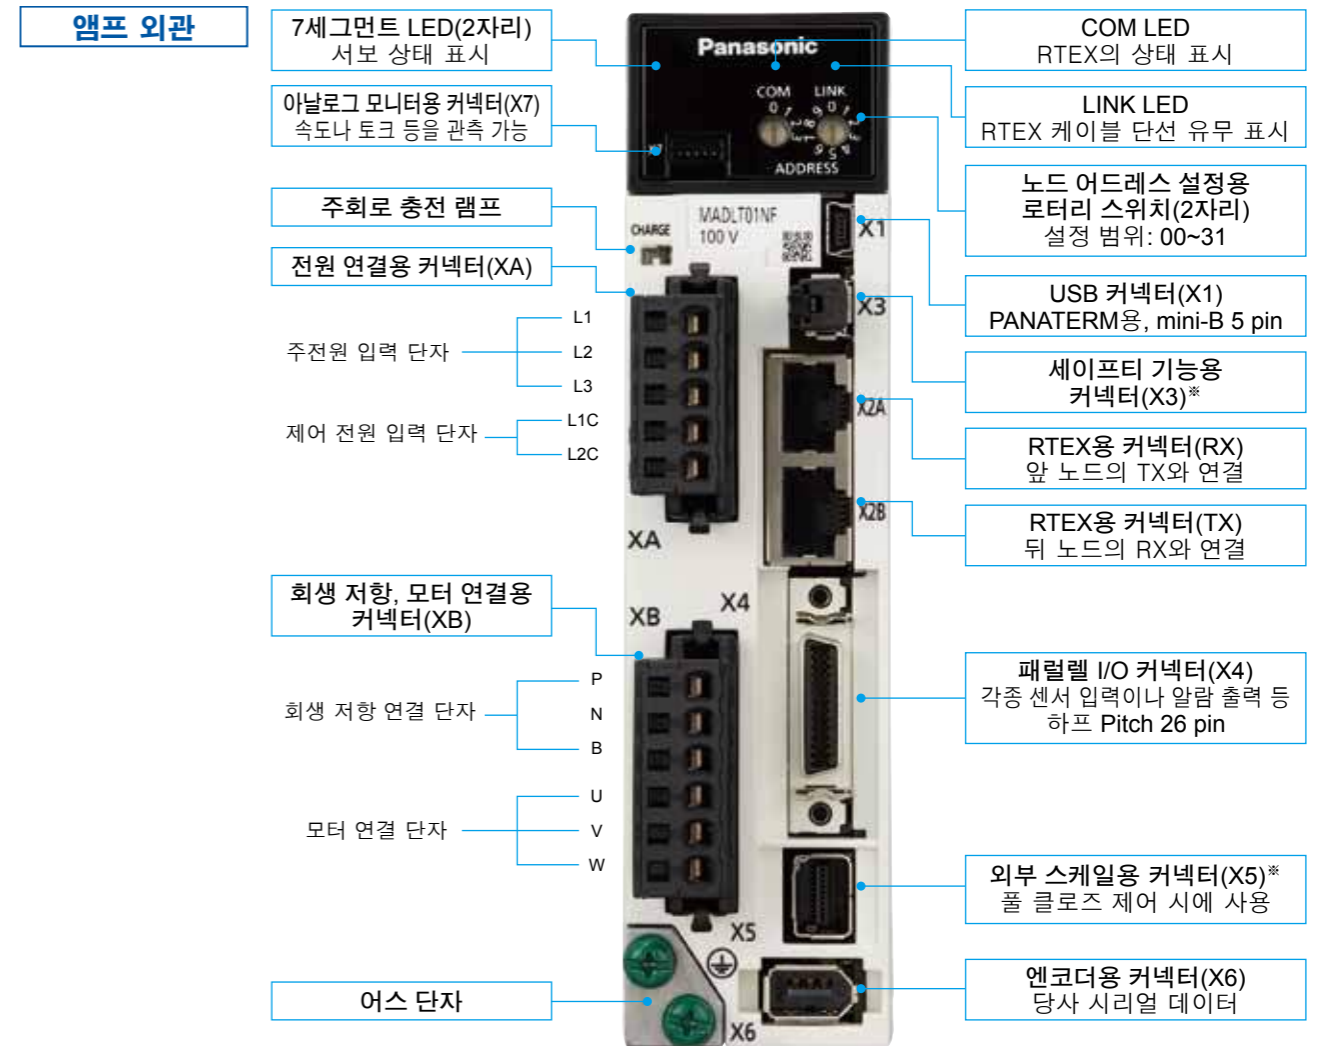 앰프 외관
7세그먼트 LED(2자리)
서보 상태 표시
아날로그 모니터용 커넥터(X7)
속도나 토크 등을 관측 가능
주회로 충전 램프
전원 연결용 커넥터(XA)
L1
주전원 입력 단자
L2
L3
제어 전원 입력 단자
L1C
L2C
회생 저항, 모터 연결용
커넥터(XB)
P
회생 저항 연결 단자
N
B
U
모터 연결 단자
V
W
어스 단자
Panasonic
COM LINK
X7
ADDRESS
MADLT01NF
100 V
CHARGE
X1
X3
X2A
X2B
XA
XB
X4
X5
X6
COM LED
RTEX의 상태 표시
LINK LED
RTEX 케이블 단선 유무 표시
노드 어드레스 설정용
로터리 스위치(2자리)
설정 범위: 00~31
USB 커넥터(X1)
PANATERM용, mini-B 5 pin
세이프티 기능용
커넥터(X3)※
RTEX용 커넥터(RX)
앞 노드의 TX와 연결
RTEX용 커넥터(TX)
뒤 노드의 RX와 연결
패럴렐 I/O 커넥터(X4)
각종 센서 입력이나 알람 출력 등
하프 Pitch 26 pin
외부 스케일용 커넥터(X5)※
풀 클로즈 제어 시에 사용
엔코더용 커넥터(X6)
당사 시리얼 데이터